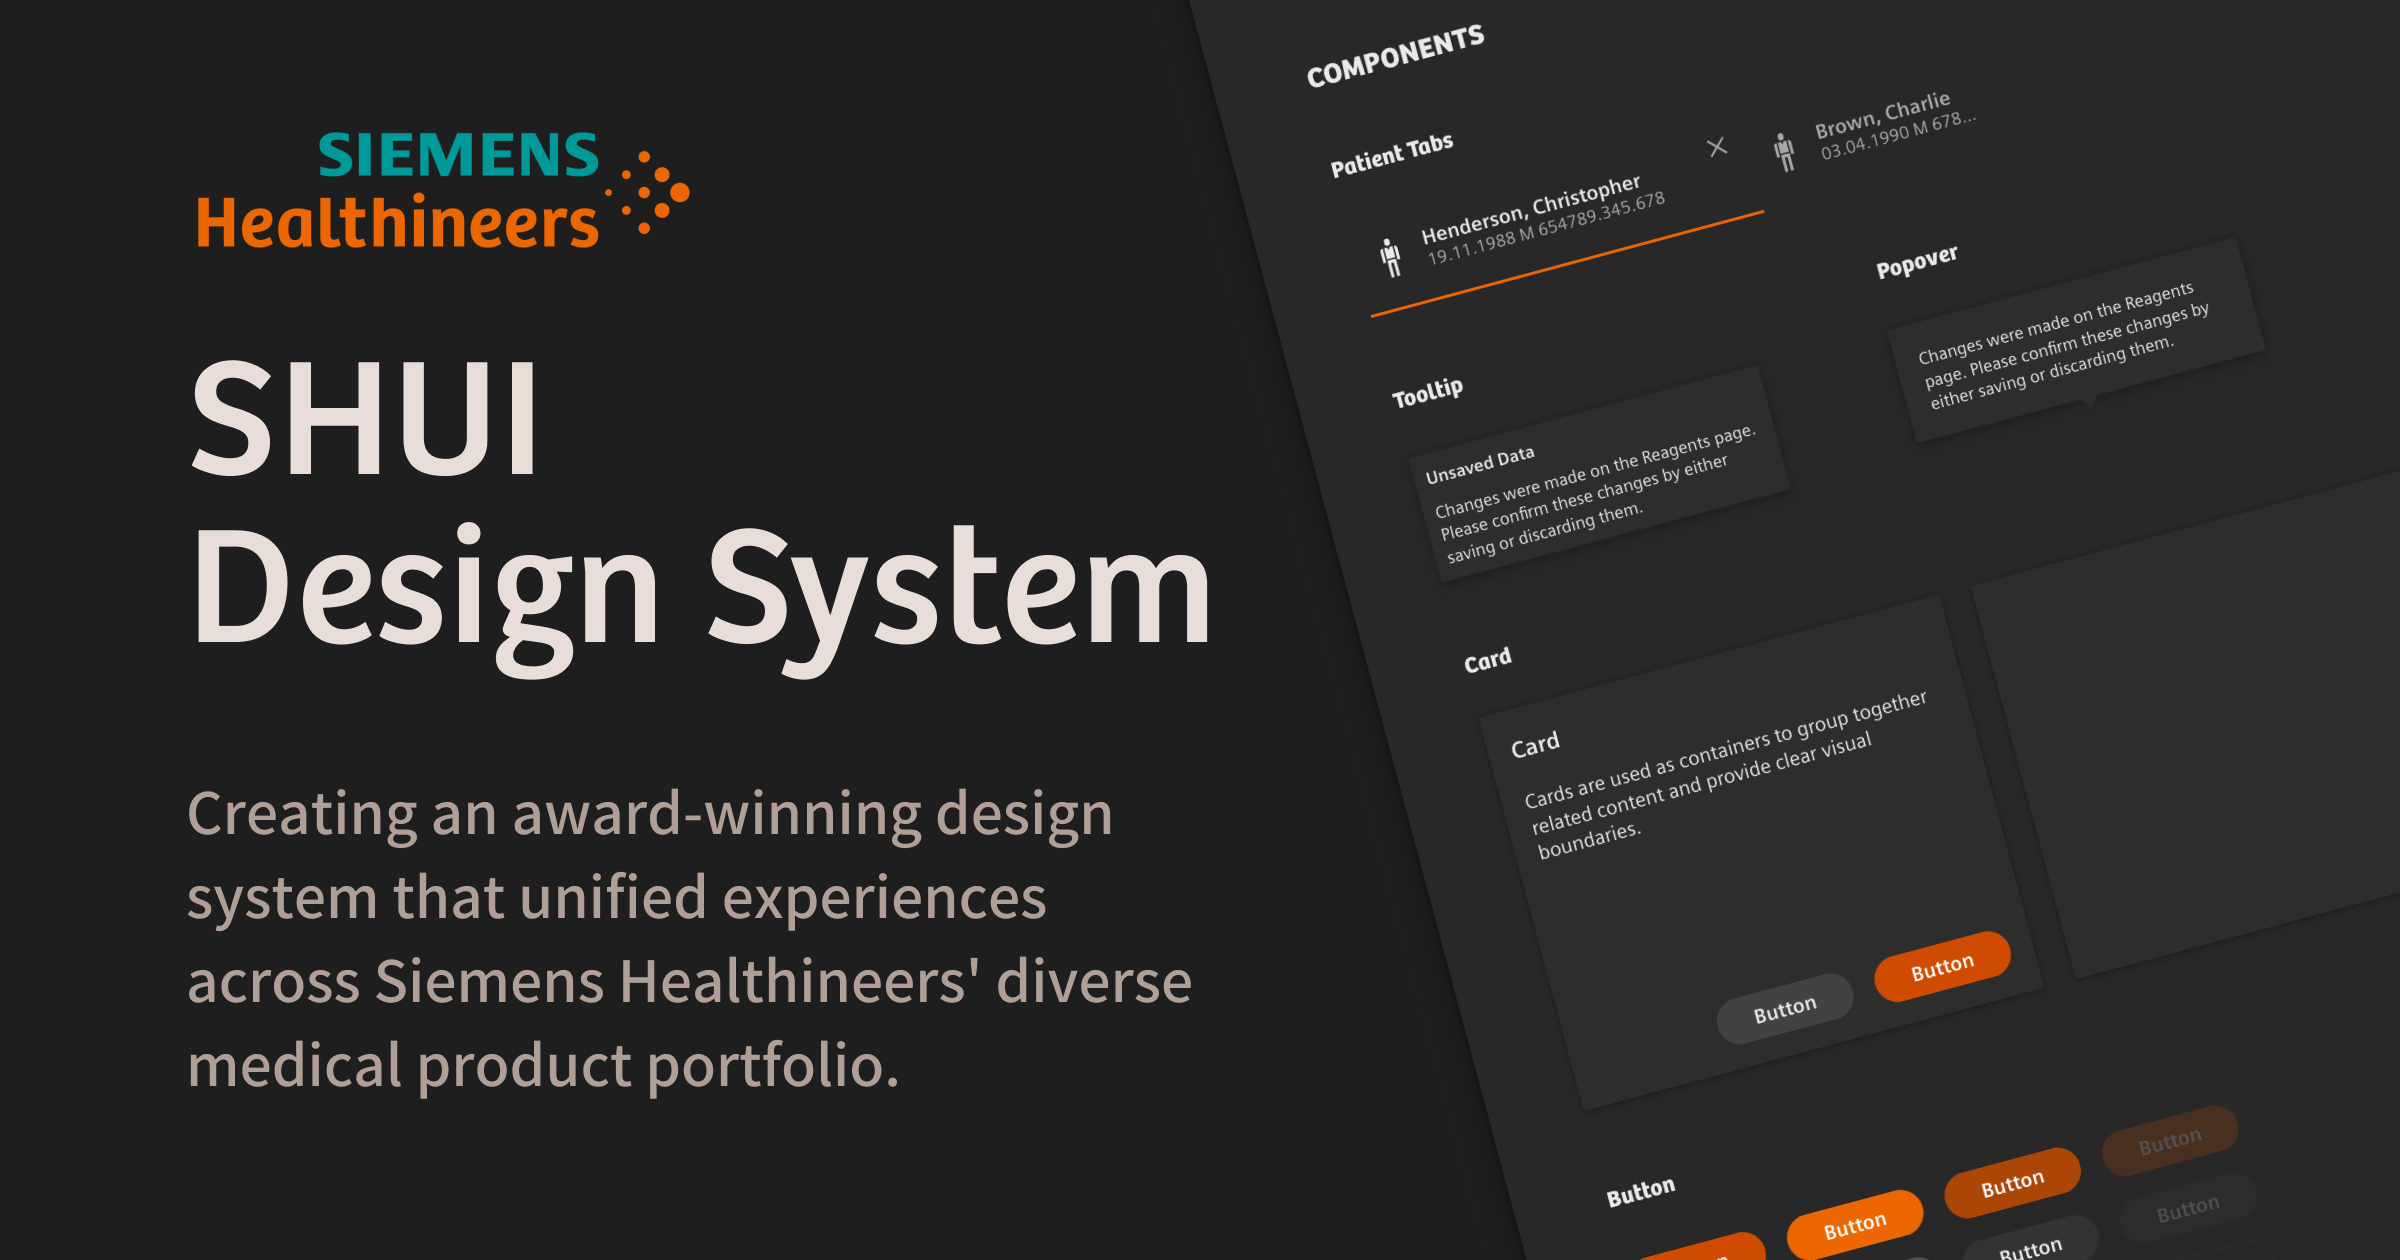 SIEMENS
Healthineers
SHUI
Design System
Creating an award-winning design
system that unified experiences
across Siemens Healthineers' diverse
medical product portfolio.
COMPONENTS
Patient Tabs
Henderson, Christopher
19.11.1988 M 654789.345.678
Brown, Charlie
03.04.1990 M 678...
Tooltip
Unsaved Data
Changes were made on the Reagents page.
Please confirm these changes by either
saving or discarding them.
Popover
Changes were made on the Reagents
page. Please confirm these changes by
either saving or discarding them.
Card
Card
Cards are used as containers to group together
related content and provide clear visual
boundaries.
Button
Button
Button
Button
Button
Button
Button
Button